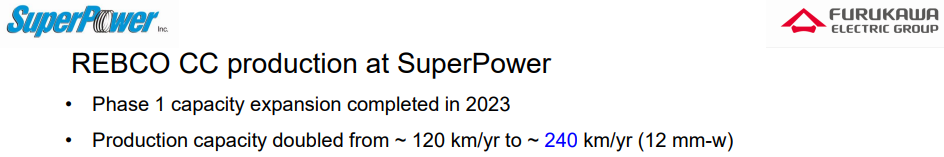 SuperPower Inc.
FURUKAWA
ELECTRIC GROUP
REBCO CC production at SuperPower
• Phase 1 capacity expansion completed in 2023
• Production capacity doubled from ~ 120 km/yr to ~ 240 km/yr (12 mm-w)